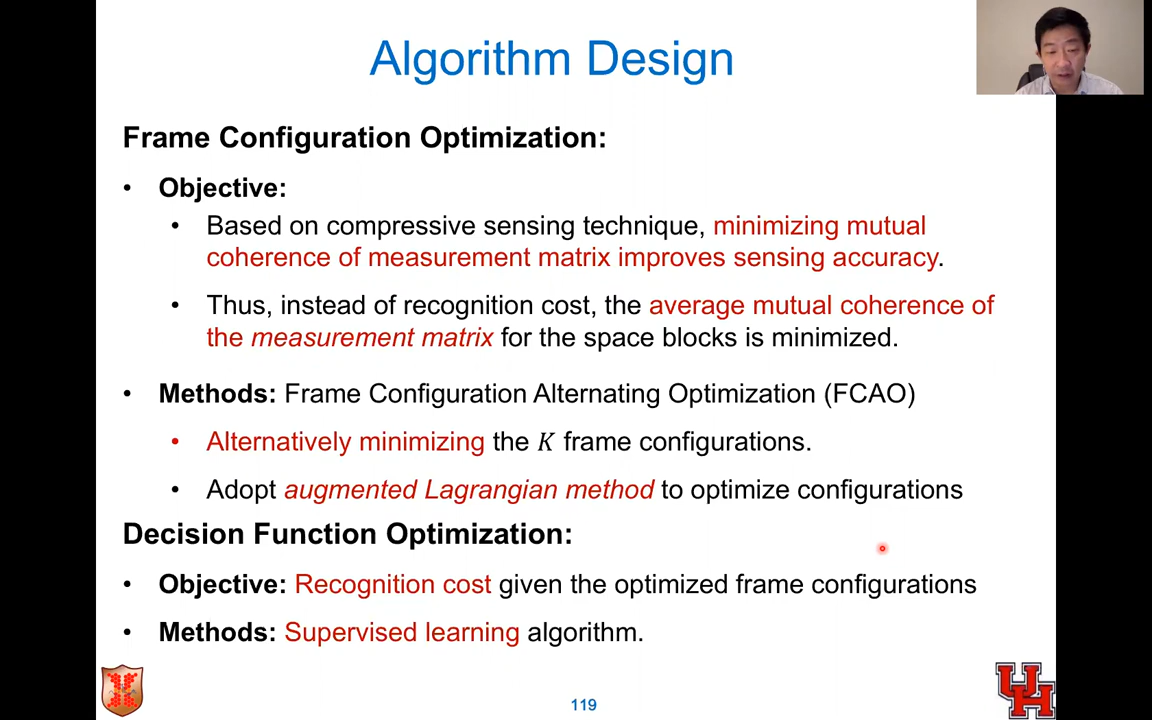 Algorithm Design
Frame Configuration Optimization:
• Objective:
• Based on compressive sensing technique, minimizing mutual
coherence of measurement matrix improves sensing accuracy.
• Thus, instead of recognition cost, the average mutual coherence of
the measurement matrix for the space blocks is minimized.
• Methods: Frame Configuration Alternating Optimization (FCAO)
• Alternatively minimizing the K frame configurations.
• Adopt augmented Lagrangian method to optimize configurations
Decision Function Optimization:
• Objective: Recognition cost given the optimized frame configurations
• Methods: Supervised learning algorithm.
119
UH